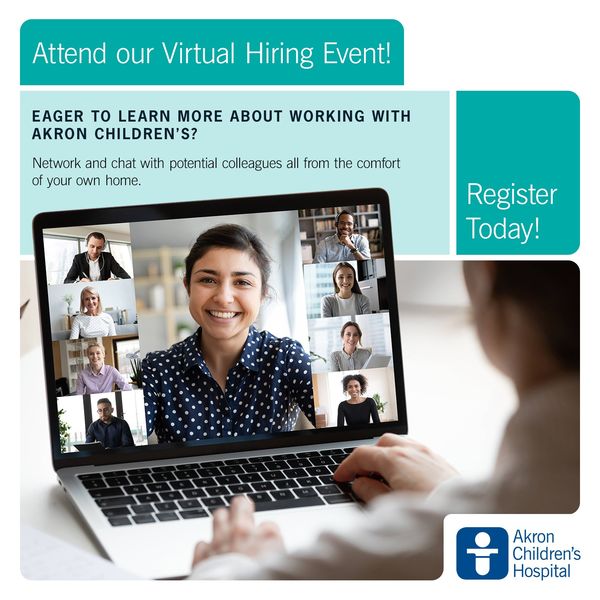 Attend our Virtual Hiring Event!
EAGER TO LEARN MORE ABOUT WORKING WITH
AKRON CHILDREN'S?
Network and chat with potential colleagues all from the comfort
of your own home.
Register
Today!
Akron
Children's
Hospital